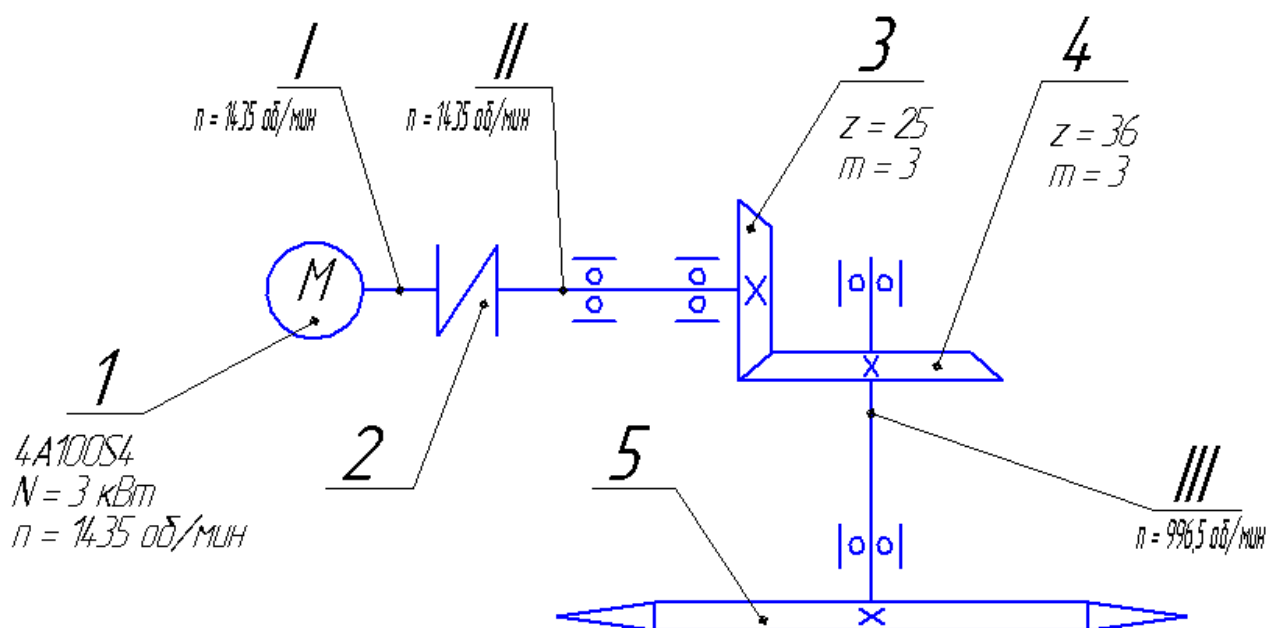 I
n = 1435 об/мин
II
n = 1435 об/мин
3
z = 25
m = 3
4
z = 36
m = 3
M
1
4А100S4
N = 3 кВт
n = 1435 об/мин
2
5
III
n = 996,5 об/мин